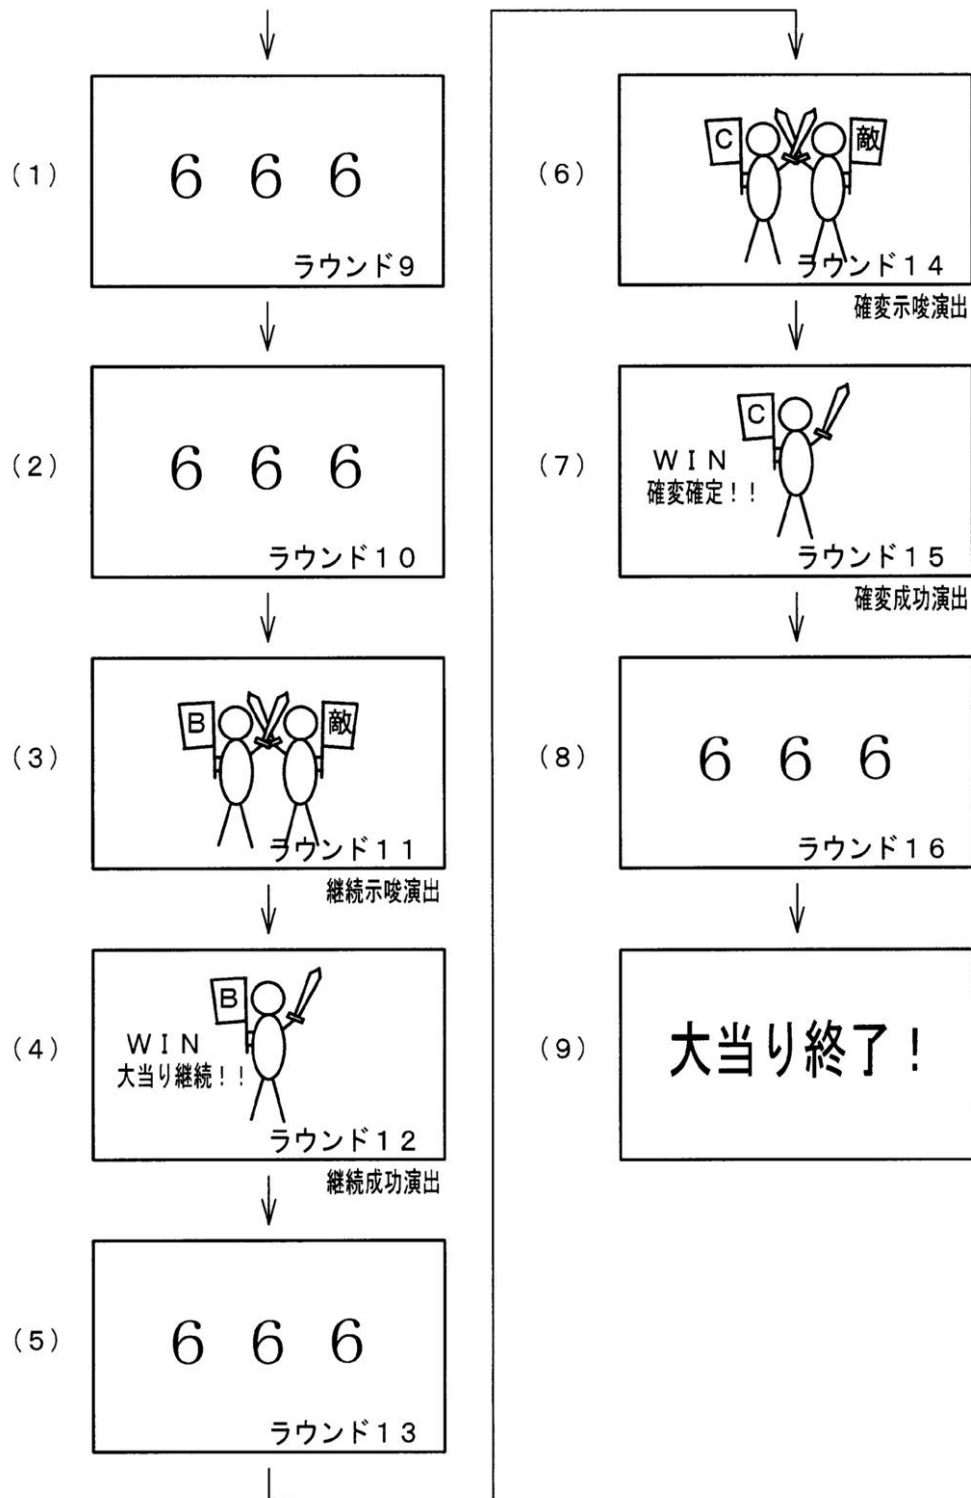 (1)
6 6 6
ラウンド9
(2)
6 6 6
ラウンド10
(3)
B
敵
ラウンド11
継続示唆演出
(4)
B
WIN
大当り継続!!
ラウンド12
継続成功演出
(5)
6 6 6
ラウンド13
(6)
C
敵
ラウンド14
確変示唆演出
(7)
C
WIN
確変確定!!
ラウンド15
確変成功演出
(8)
6 6 6
ラウンド16
(9)
大当り終了!